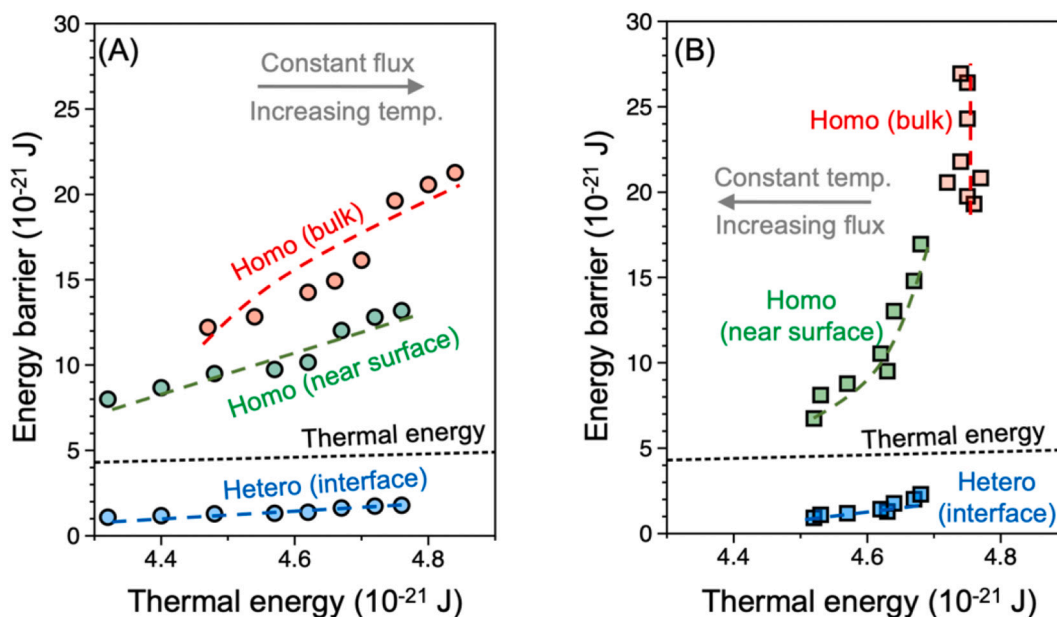 (A)
Constant flux
Increasing temp.
Homo (bulk)
Homo (near surface)
Thermal energy
Hetero (interface)
Energy barrier (10⁻²¹ J)
30
25
20
15
10
5
0
4.4
4.6
4.8
Thermal energy (10⁻²¹ J)
(B)
Homo (bulk)
Constant temp.
Increasing flux
Homo
(near surface)
Thermal energy
Hetero
(interface)
Energy barrier (10⁻²¹ J)
30
25
20
15
10
5
0
4.4
4.6
4.8
Thermal energy (10⁻²¹ J)